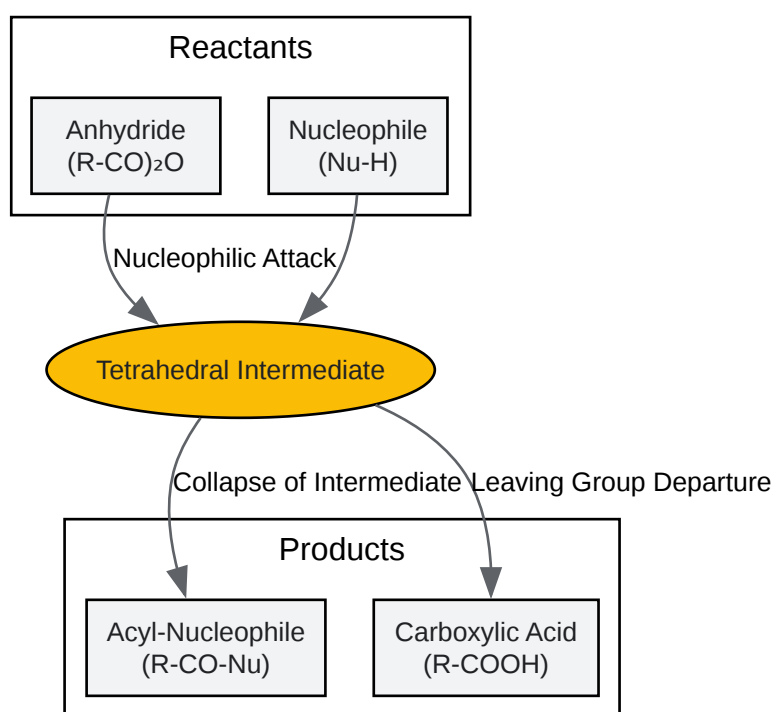 Reactants
Anhydride
(R-CO)₂O
Nucleophile
(Nu-H)
Nucleophilic Attack
Tetrahedral Intermediate
Collapse of Intermediate
Leaving Group Departure
Products
Acyl-Nucleophile
(R-CO-Nu)
Carboxylic Acid
(R-COOH)